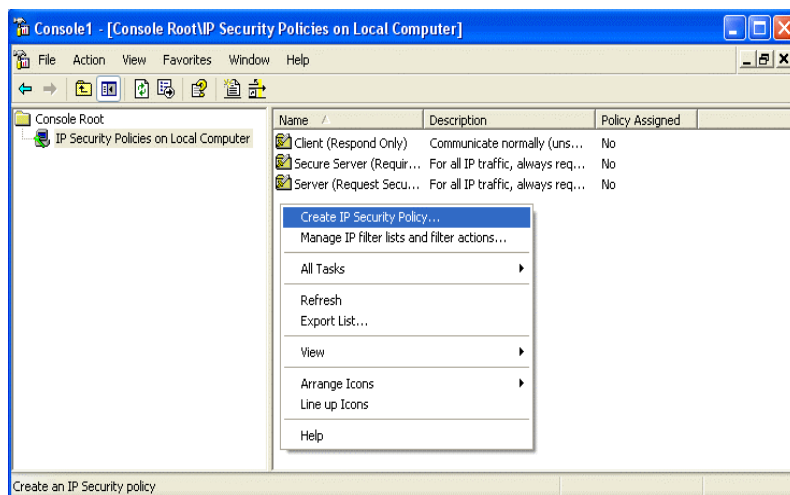 Console1 - [Console Root\IP Security Policies on Local Computer]
File Action View Favorites Window Help
Console Root
IP Security Policies on Local Computer
Name Description Policy Assigned
Client (Respond Only) Communicate normally (uns... No
Secure Server (Requir... For all IP traffic, always req... No
Server (Request Secu... For all IP traffic, always req... No
Create IP Security Policy...
Manage IP filter lists and filter actions...
All Tasks
Refresh
Export List...
View
Arrange Icons
Line up Icons
Help
Create an IP Security policy